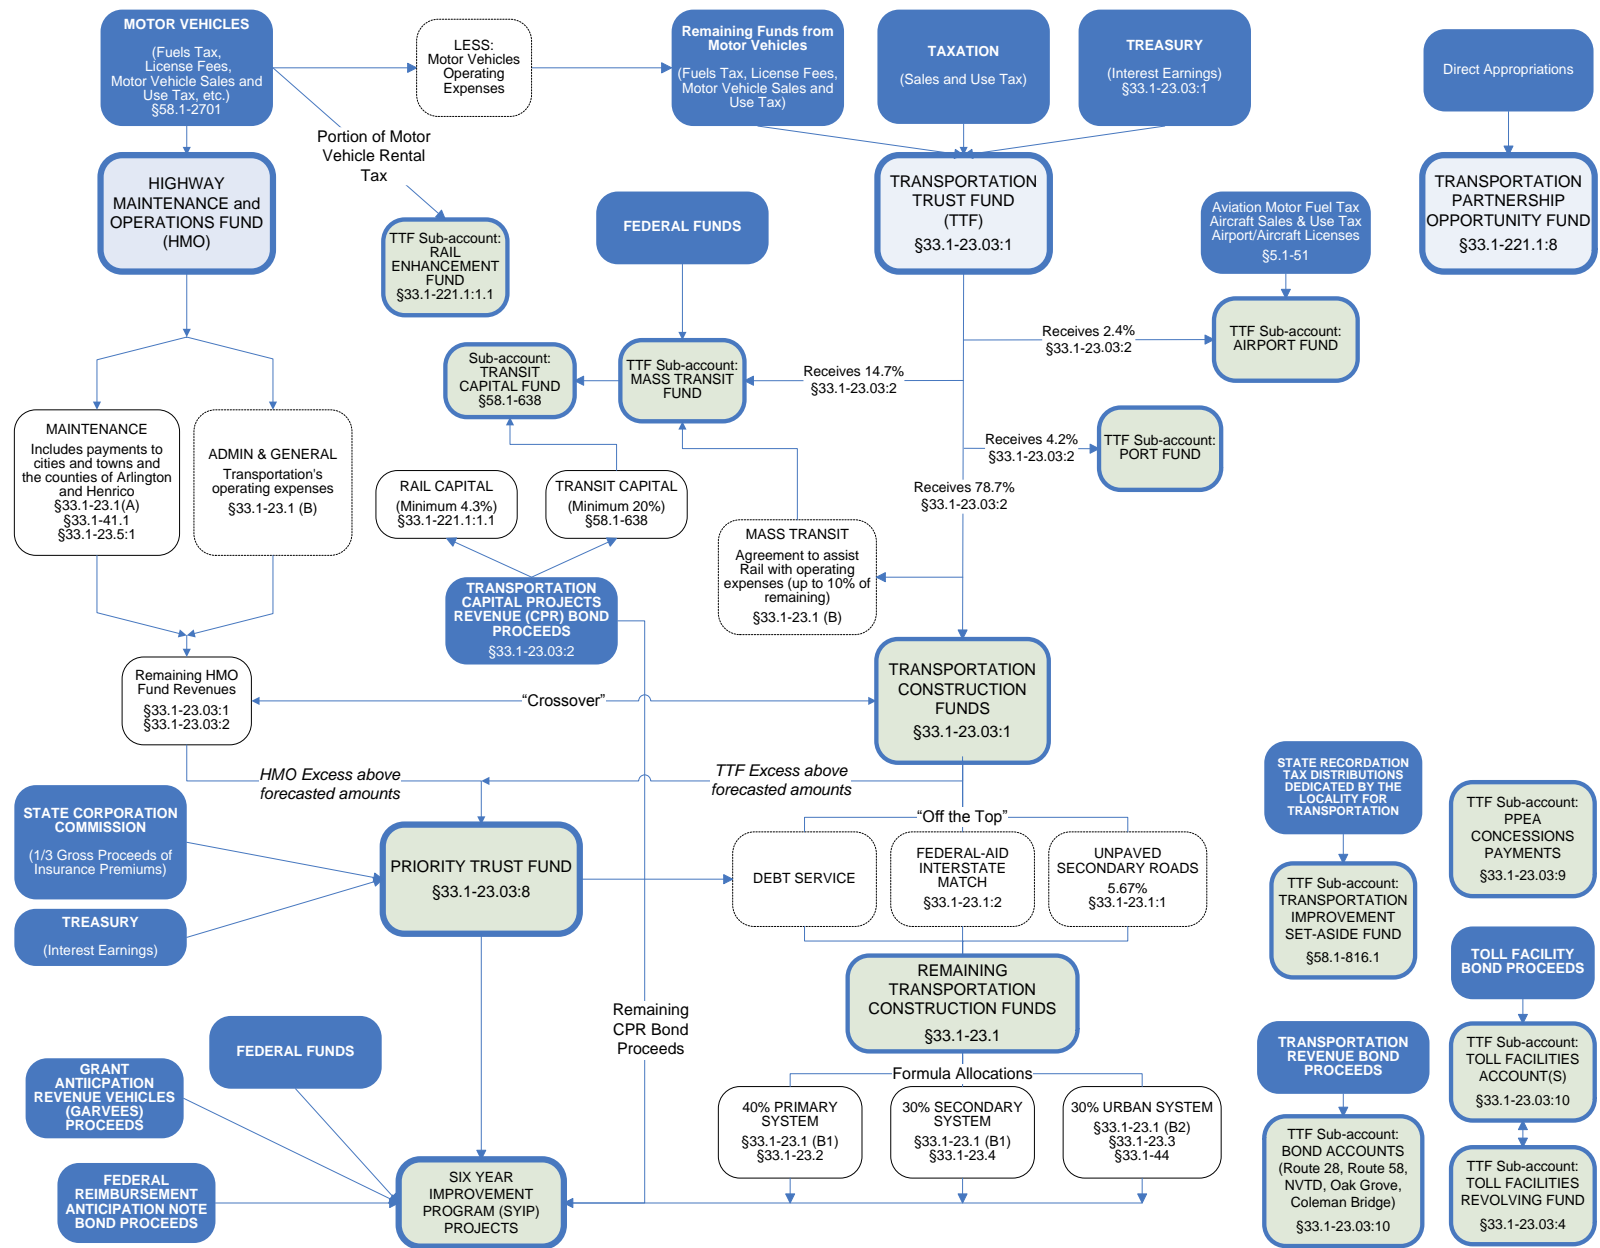 MOTOR VEHICLES
(Fuels Tax,
License Fees,
Motor Vehicle Sales and
Use Tax, etc.)
§58.1-2701
LESS:
Motor Vehicles
Operating
Expenses
Remaining Funds from
Motor Vehicles
(Fuels Tax, License Fees,
Motor Vehicle Sales and
Use Tax)
TAXATION
(Sales and Use Tax)
TREASURY
(Interest Earnings)
§33.1-23.03:1
Direct Appropriations
Portion of Motor
Vehicle Rental
Tax
HIGHWAY
MAINTENANCE and
OPERATIONS FUND
(HMO)
TTF Sub-account:
RAIL
ENHANCEMENT
FUND
§33.1-221.1:1.1
FEDERAL FUNDS
TRANSPORTATION
TRUST FUND
(TTF)
§33.1-23.03:1
Aviation Motor Fuel Tax
Aircraft Sales & Use Tax
Airport/Aircraft Licenses
§5.1-51
TRANSPORTATION
PARTNERSHIP
OPPORTUNITY FUND
§33.1-221.1:8
Receives 2.4%
§33.1-23.03:2
TTF Sub-account:
AIRPORT FUND
Sub-account:
TRANSIT
CAPITAL FUND
§58.1-638
TTF Sub-account:
MASS TRANSIT
FUND
Receives 14.7%
§33.1-23.03:2
Receives 4.2%
§33.1-23.03:2
TTF Sub-account:
PORT FUND
MAINTENANCE
Includes payments to
cities and towns and
the counties of Arlington
and Henrico
§33.1-23.1(A)
§33.1-41.1
§33.1-23.5:1
ADMIN & GENERAL
Transportation's
operating expenses
§33.1-23.1 (B)
RAIL CAPITAL
(Minimum 4.3%)
§33.1-221.1:1.1
TRANSIT CAPITAL
(Minimum 20%)
§58.1-638
Receives 78.7%
§33.1-23.03:2
MASS TRANSIT
Agreement to assist
Rail with operating
expenses (up to 10% of
remaining)
§33.1-23.1 (B)
TRANSPORTATION
CAPITAL PROJECTS
REVENUE (CPR) BOND
PROCEEDS
§33.1-23.03:2
Remaining HMO
Fund Revenues
§33.1-23.03:1
§33.1-23.03:2
“Crossover”
TRANSPORTATION
CONSTRUCTION
FUNDS
§33.1-23.03:1
HMO Excess above
forecasted amounts
TTF Excess above
forecasted amounts
STATE CORPORATION
COMMISSION
(1/3 Gross Proceeds of
Insurance Premiums)
TREASURY
(Interest Earnings)
PRIORITY TRUST FUND
§33.1-23.03:8
“Off the Top”
DEBT SERVICE
FEDERAL-AID
INTERSTATE
MATCH
§33.1-23.1:2
UNPAVED
SECONDARY ROADS
5.67%
§33.1-23.1:1
STATE RECORDATION
TAX DISTRIBUTIONS
DEDICATED BY THE
LOCALITY FOR
TRANSPORTATION
TTF Sub-account:
TRANSPORTATION
IMPROVEMENT
SET-ASIDE FUND
§58.1-816.1
TTF Sub-account:
PPEA
CONCESSIONS
PAYMENTS
§33.1-23.03:9
TOLL FACILITY
BOND PROCEEDS
REMAINING
TRANSPORTATION
CONSTRUCTION FUNDS
§33.1-23.1
Remaining
CPR Bond
Proceeds
FEDERAL FUNDS
GRANT
ANTIICPATION
REVENUE VEHICLES
(GARVEES)
PROCEEDS
FEDERAL
REIMBURSEMENT
ANTICIPATION NOTE
BOND PROCEEDS
SIX YEAR
IMPROVEMENT
PROGRAM (SYIP)
PROJECTS
Formula Allocations
40% PRIMARY
SYSTEM
§33.1-23.1 (B1)
§33.1-23.2
30% SECONDARY
SYSTEM
§33.1-23.1 (B1)
§33.1-23.4
30% URBAN SYSTEM
§33.1-23.1 (B2)
§33.1-23.3
§33.1-44
TRANSPORTATION
REVENUE BOND
PROCEEDS
TTF Sub-account:
BOND ACCOUNTS
(Route 28, Route 58,
NVTD, Oak Grove,
Coleman Bridge)
§33.1-23.03:10
TTF Sub-account:
TOLL FACILITIES
ACCOUNT(S)
§33.1-23.03:10
TTF Sub-account:
TOLL FACILITIES
REVOLVING FUND
§33.1-23.03:4